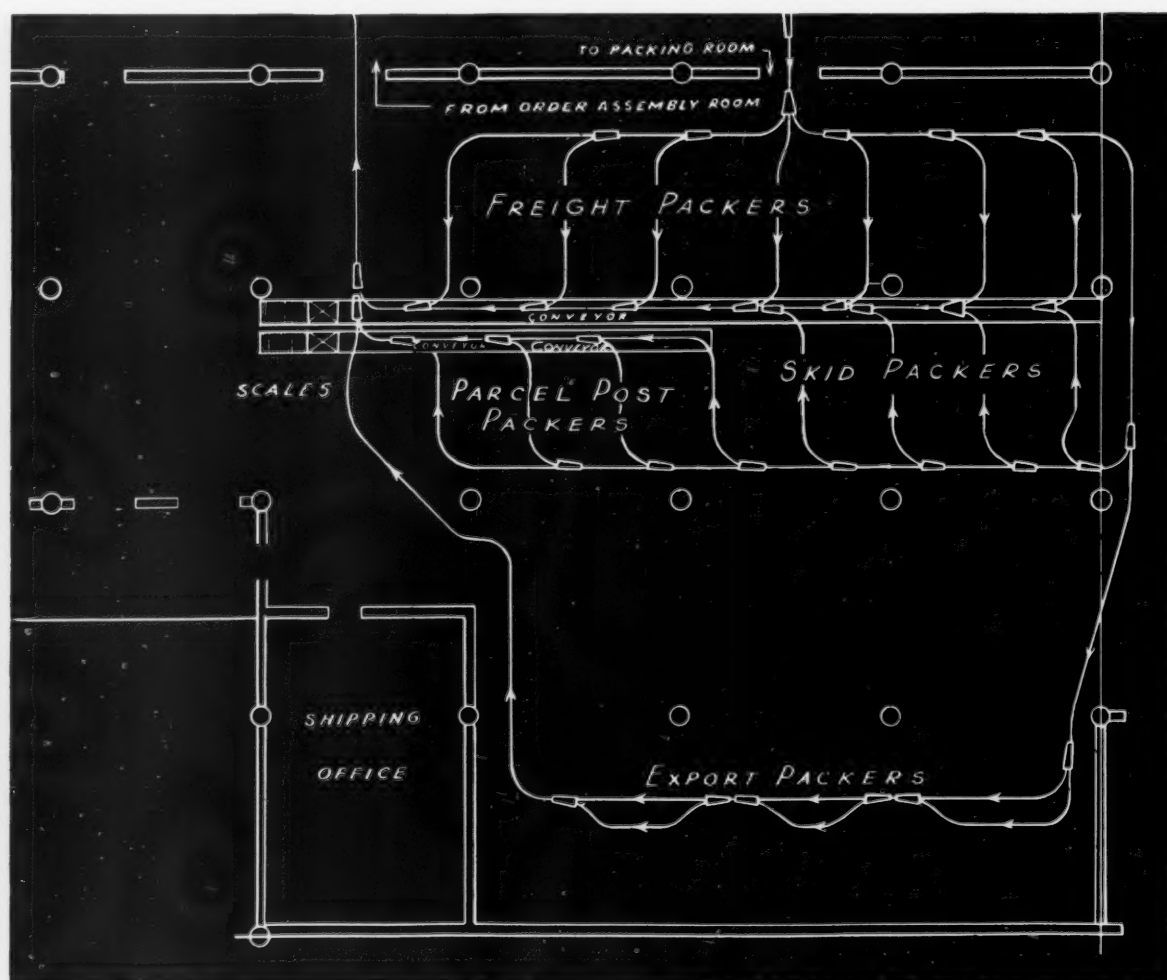 TO PACKING ROOM
FROM ORDER ASSEMBLY ROOM
FREIGHT PACKERS
CONVEYOR
CONVEYOR CONVEYOR
SCALES
PARCEL POST
PACKERS
SKID PACKERS
SHIPPING
OFFICE
EXPORT PACKERS